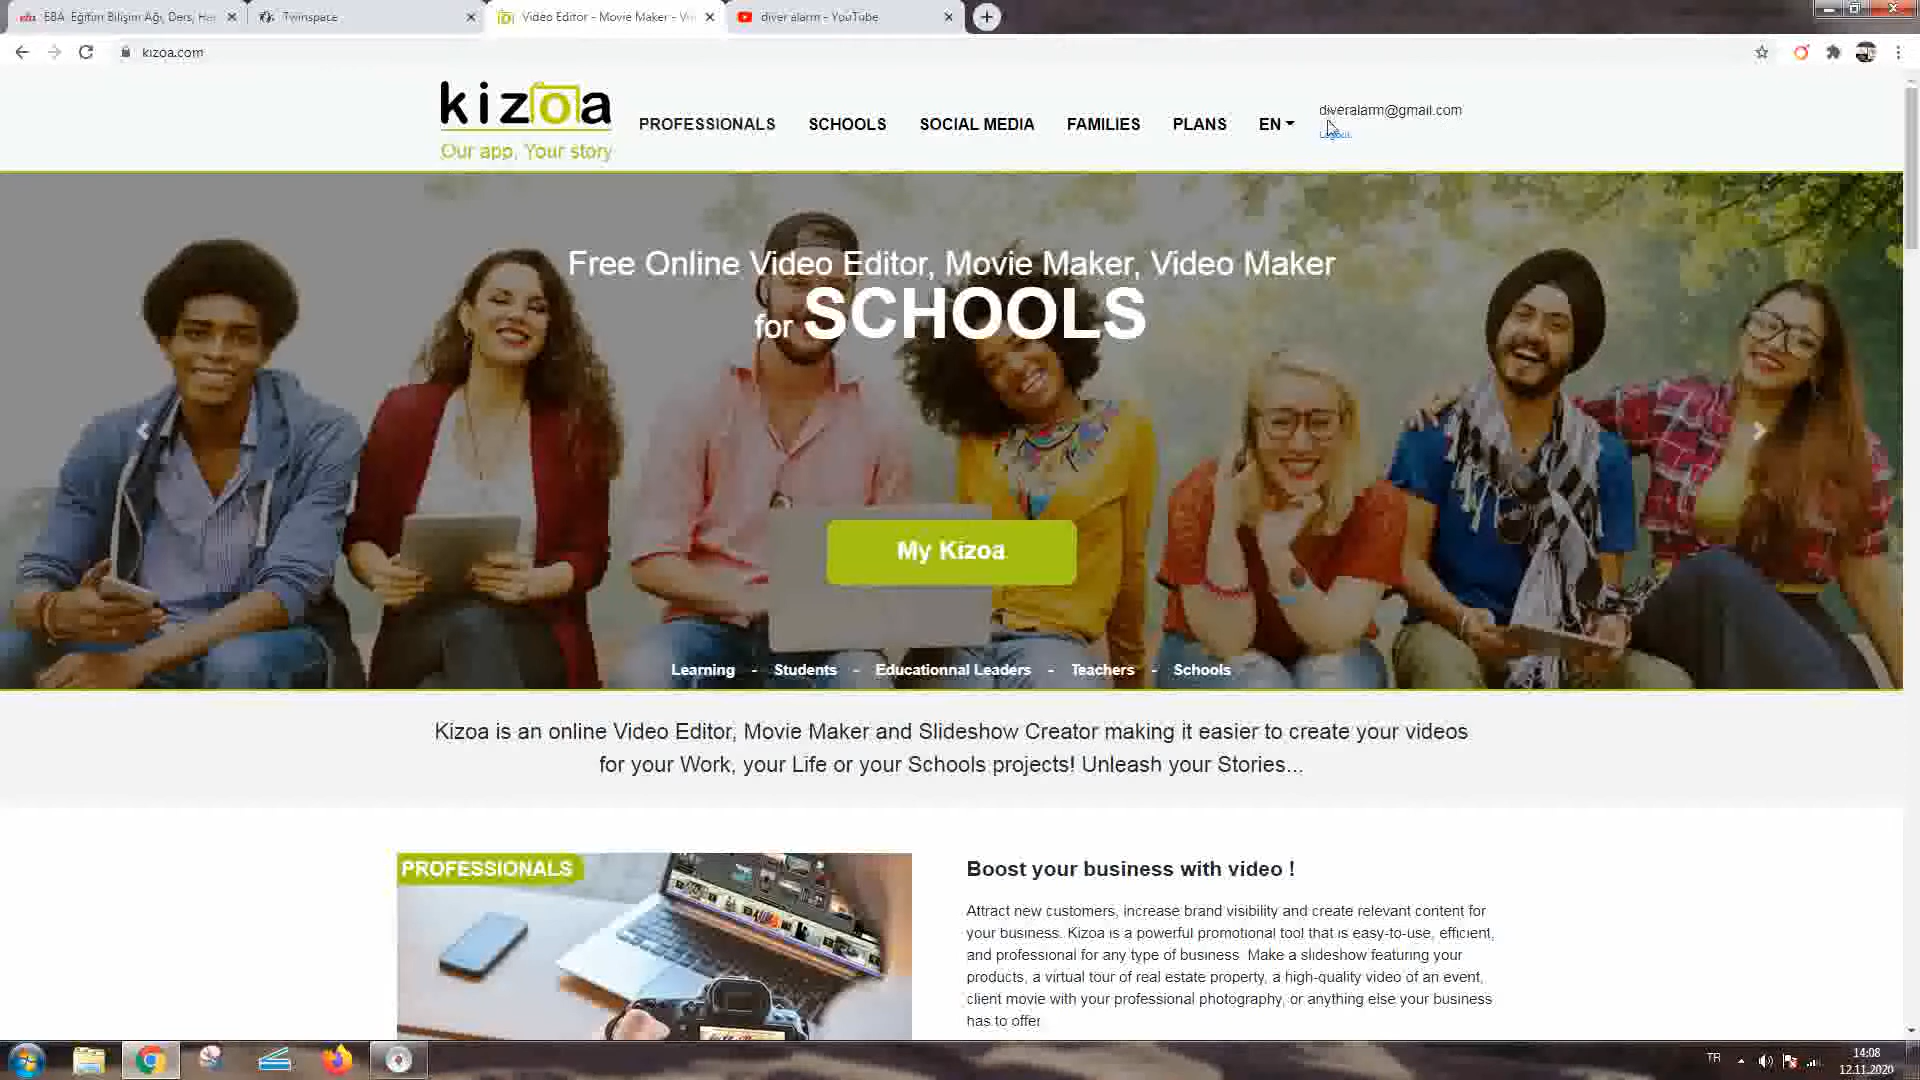 EBA Eğitim Bilişim Ağı, Ders, Har
Twinspace
Video Editor - Movie Maker - Vi
diver alarm - YouTube
kizoa.com
kizoa
Our app, Your story
PROFESSIONALS
SCHOOLS
SOCIAL MEDIA
FAMILIES
PLANS
EN
diveralarm@gmail.com
Logout
Free Online Video Editor, Movie Maker, Video Maker
for SCHOOLS
My Kizoa
Learning - Students - Educationnal Leaders - Teachers - Schools
Kizoa is an online Video Editor, Movie Maker and Slideshow Creator making it easier to create your videos
for your Work, your Life or your Schools projects! Unleash your Stories...
PROFESSIONALS
Boost your business with video !
Attract new customers, increase brand visibility and create relevant content for
your business. Kizoa is a powerful promotional tool that is easy-to-use, efficient,
and professional for any type of business. Make a slideshow featuring your
products, a virtual tour of real estate property, a high-quality video of an event,
client movie with your professional photography, or anything else your business
has to offer.
TR
14:08
12.11.2020